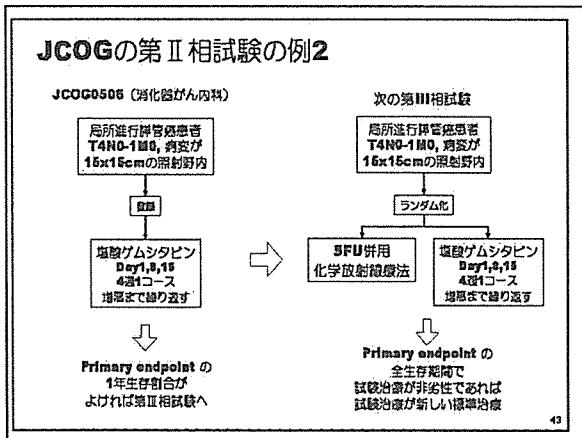 JCOGの第Ⅱ相試験の例2
JCOG0506（消化器がん内科）
局所進行膵管癌患者
T4N0-1M0, 病変が
15x15cmの照射野内
登録
塩酸ゲムシタビン
Day1,8,15
4週1コース
増悪まで繰り返す
Primary endpoint の
1年生存割合が
よければ第Ⅲ相試験へ
次の第III相試験
局所進行膵管癌患者
T4N0-1M0, 病変が
15x15cmの照射野内
ランダム化
5FU併用
化学放射線療法
塩酸ゲムシタビン
Day1,8,15
4週1コース
増悪まで繰り返す
Primary endpoint の
全生存期間で
試験治療が非劣性であれば
試験治療が新しい標準治療
43